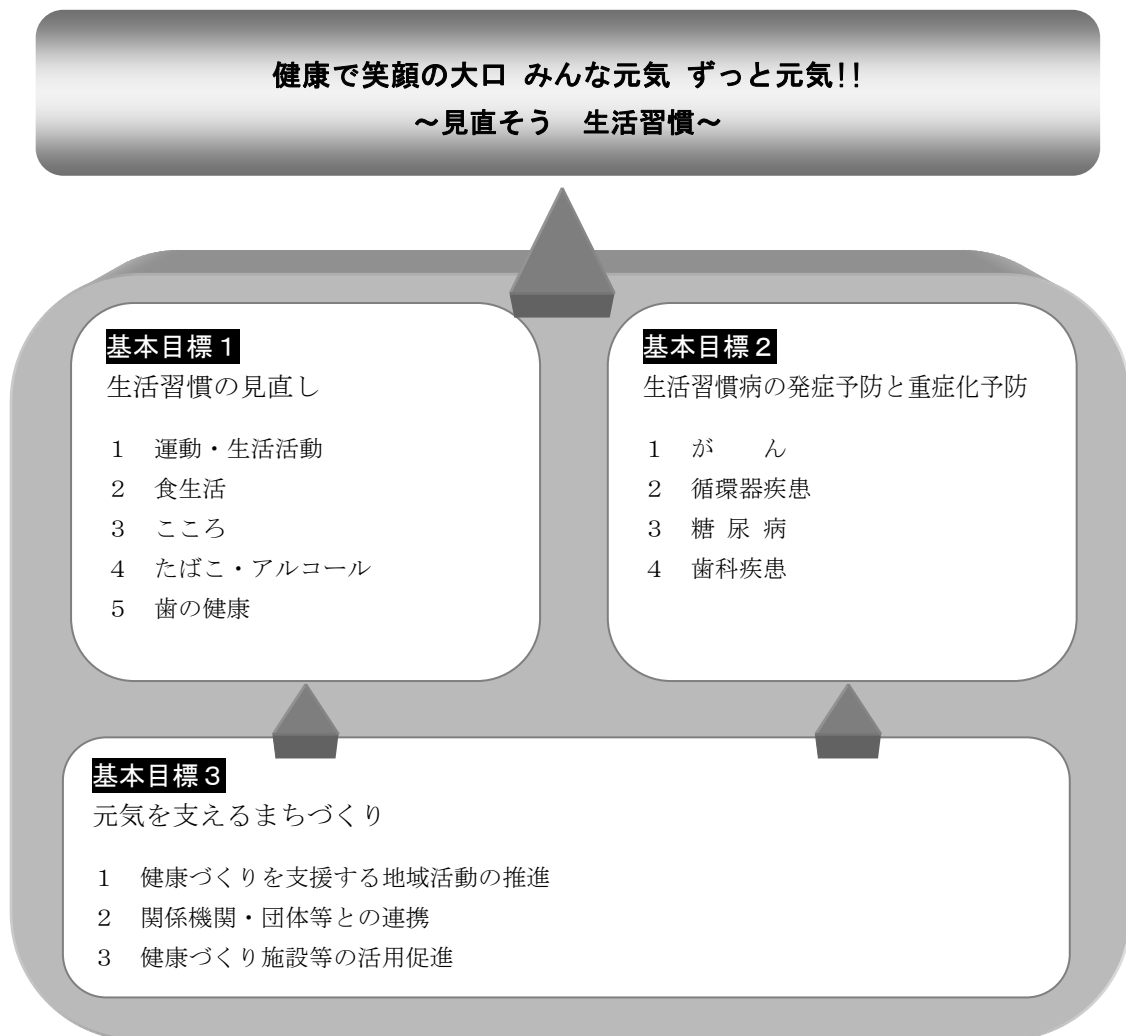 健康で笑顔の大口 みんな元気 ずっと元気!!
～見直そう　生活習慣～
基本目標１
生活習慣の見直し
１　運動・生活活動
２　食生活
３　こころ
４　たばこ・アルコール
５　歯の健康
基本目標２
生活習慣病の発症予防と重症化予防
１　が　　ん
２　循環器疾患
３　糖 尿 病
４　歯科疾患
基本目標３
元気を支えるまちづくり
１　健康づくりを支援する地域活動の推進
２　関係機関・団体等との連携
３　健康づくり施設等の活用促進